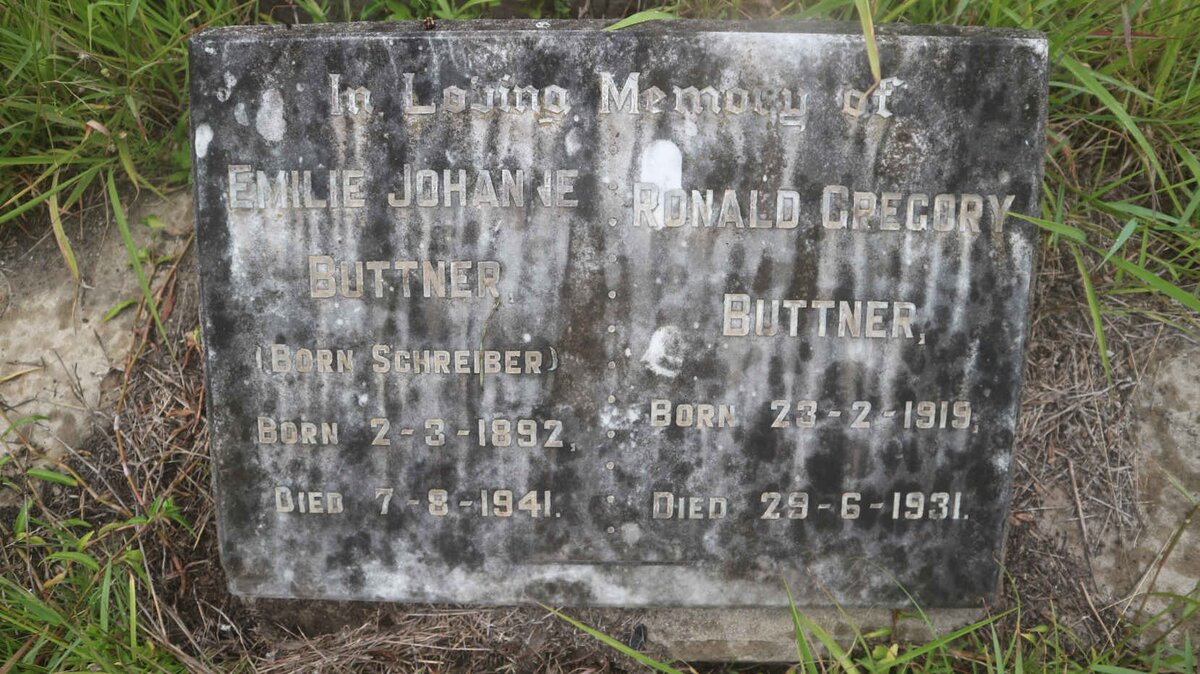 In Loving Memory of
EMILIE JOHANNE
BUTTNER,
(BORN SCHREIBER)
BORN 2-3-1892,
DIED 7-8-1941.
RONALD GREGORY
BUTTNER,
BORN 23-2-1919,
DIED 29-6-1931.